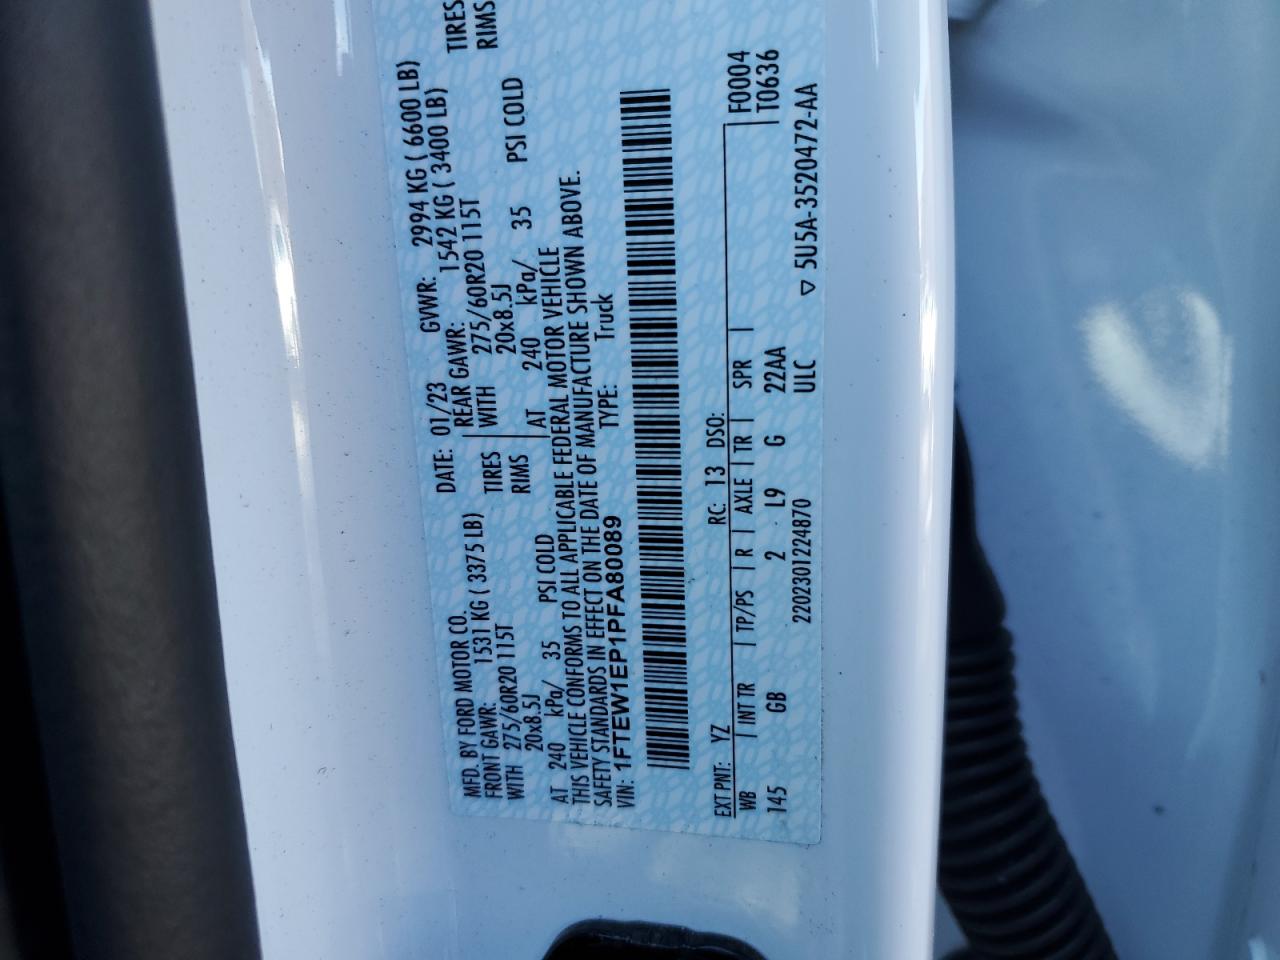 MFD. BY FORD MOTOR CO.
DATE: 01/23 GVWR: 2994 KG ( 6600 LB)
FRONT GAWR: 1531 KG ( 3375 LB) REAR GAWR: 1542 KG ( 3400 LB)
WITH 275/60R20 115T TIRES WITH 275/60R20 115T TIRES
20x8.5J RIMS 20x8.5J RIMS
AT 240 kPa/ 35 PSI COLD AT 240 kPa/ 35 PSI COLD
THIS VEHICLE CONFORMS TO ALL APPLICABLE FEDERAL MOTOR VEHICLE
SAFETY STANDARDS IN EFFECT ON THE DATE OF MANUFACTURE SHOWN ABOVE.
VIN: 1FTEW1EP1PFA80089 TYPE: Truck
EXT PNT: YZ RC: 13 DSO: F0004
WB INT TR TP/PS R AXLE TR SPR T0636
145 GB 2 L9 G 22AA
2202301224870 ULC ▽ 5U5A-3520472-AA